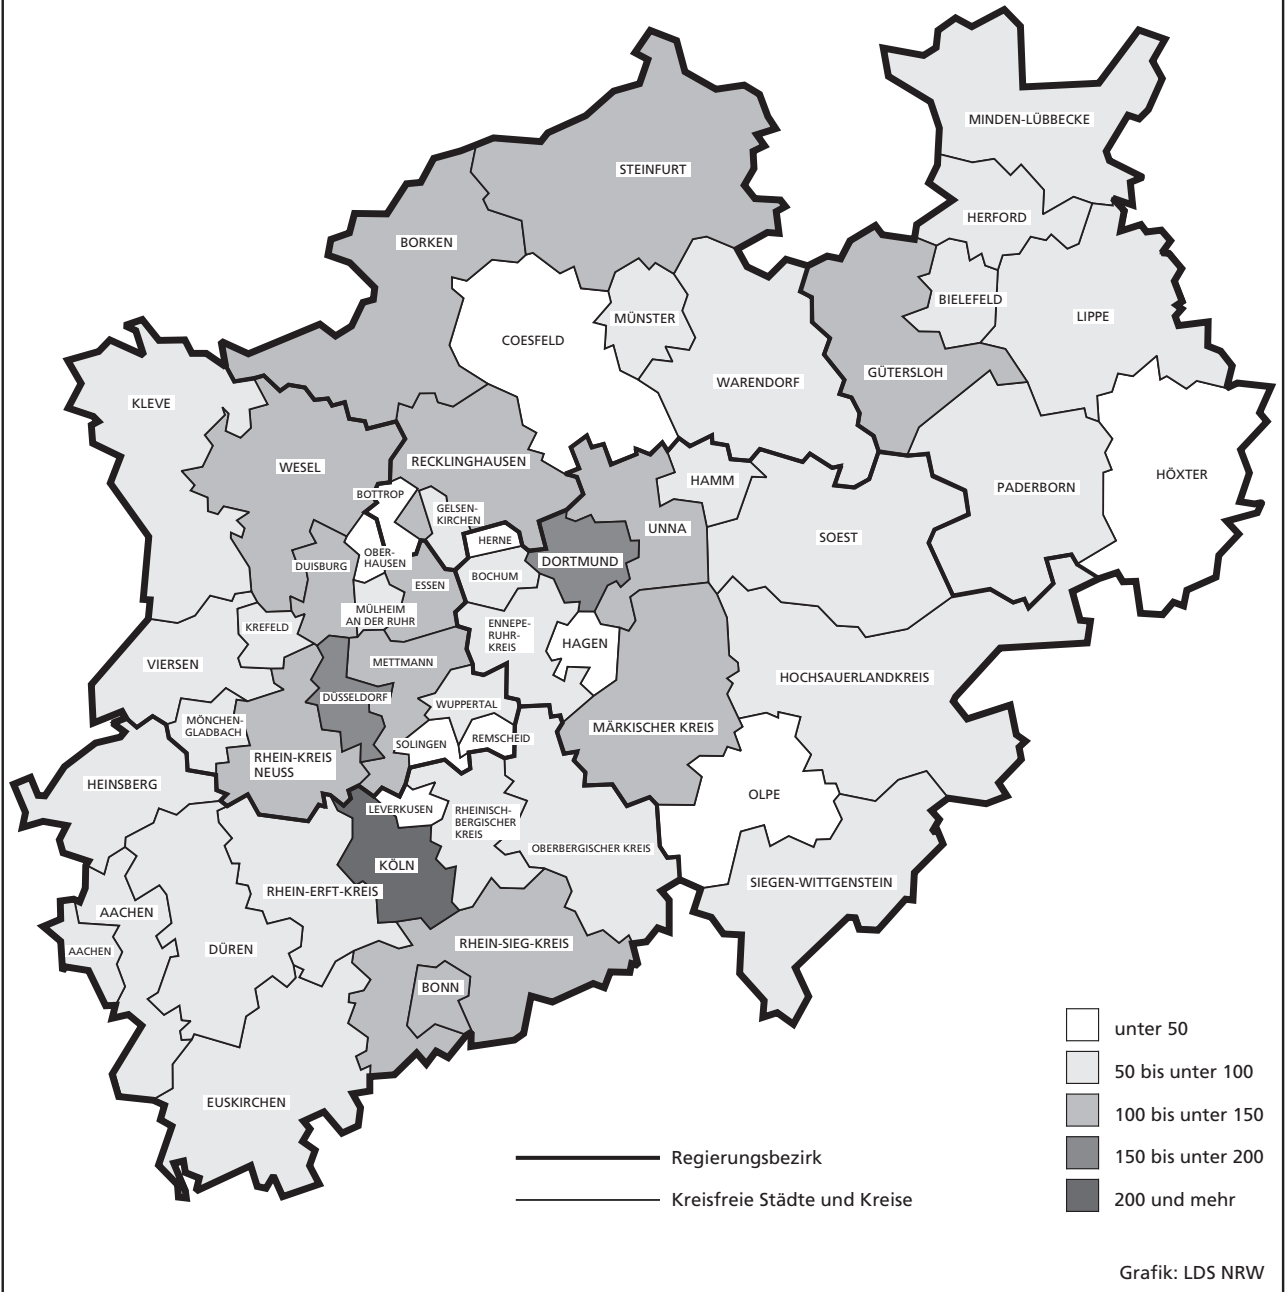 MINDEN-LÜBBECKE
STEINFURT
HERFORD
BORKEN
BIELEFELD
LIPPE
MÜNSTER
COESFELD
GÜTERSLOH
WARENDORF
KLEVE
RECKLINGHAUSEN
WESEL
HÖXTER
HAMM
PADERBORN
BOTTROP
GELSEN-
KIRCHEN
UNNA
SOEST
HERNE
OBER-
HAUSEN
DORTMUND
DUISBURG
BOCHUM
ESSEN
MÜLHEIM
AN DER RUHR
KREFELD
ENNEPE-
RUHR-
KREIS
HAGEN
VIERSEN
METTMANN
HOCHSAUERLANDKREIS
DÜSSELDORF
WUPPERTAL
MÖNCHEN-
GLADBACH
MÄRKISCHER KREIS
SOLINGEN
REMSCHEID
RHEIN-KREIS
NEUSS
HEINSBERG
OLPE
LEVERKUSEN
RHEINISCH-
BERGISCHER
KREIS
OBERBERGISCHER KREIS
KÖLN
SIEGEN-WITTGENSTEIN
RHEIN-ERFT-KREIS
AACHEN
RHEIN-SIEG-KREIS
AACHEN
DÜREN
BONN
EUSKIRCHEN
unter 50
50 bis unter 100
100 bis unter 150
150 bis unter 200
200 und mehr
Regierungsbezirk
Kreisfreie Städte und Kreise
Grafik: LDS NRW